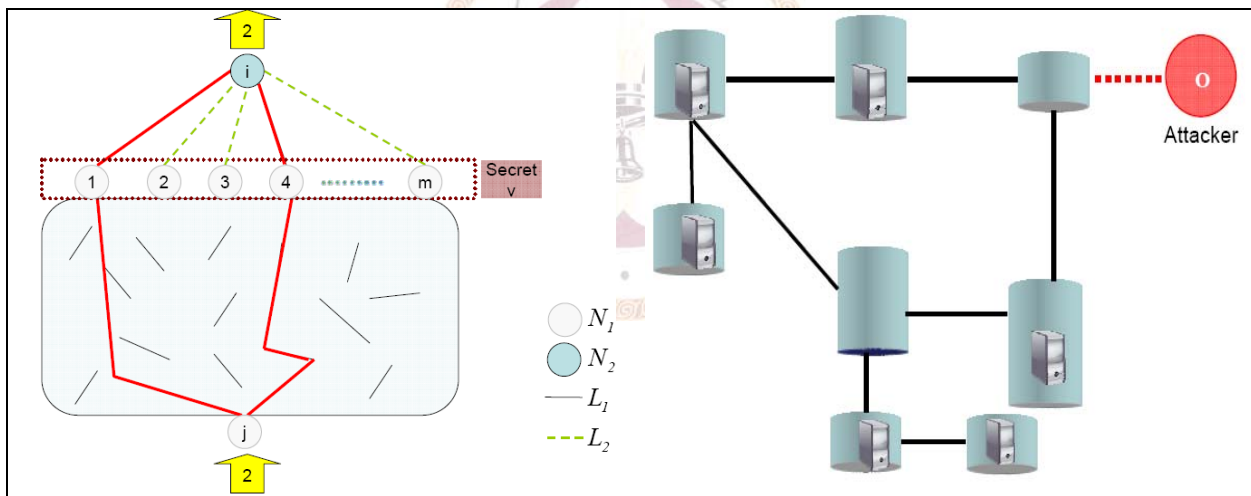 2
i
1 2 3 4 m
Secret
v
j
2
N₁
N₂
L₁
L₂
O
Attacker